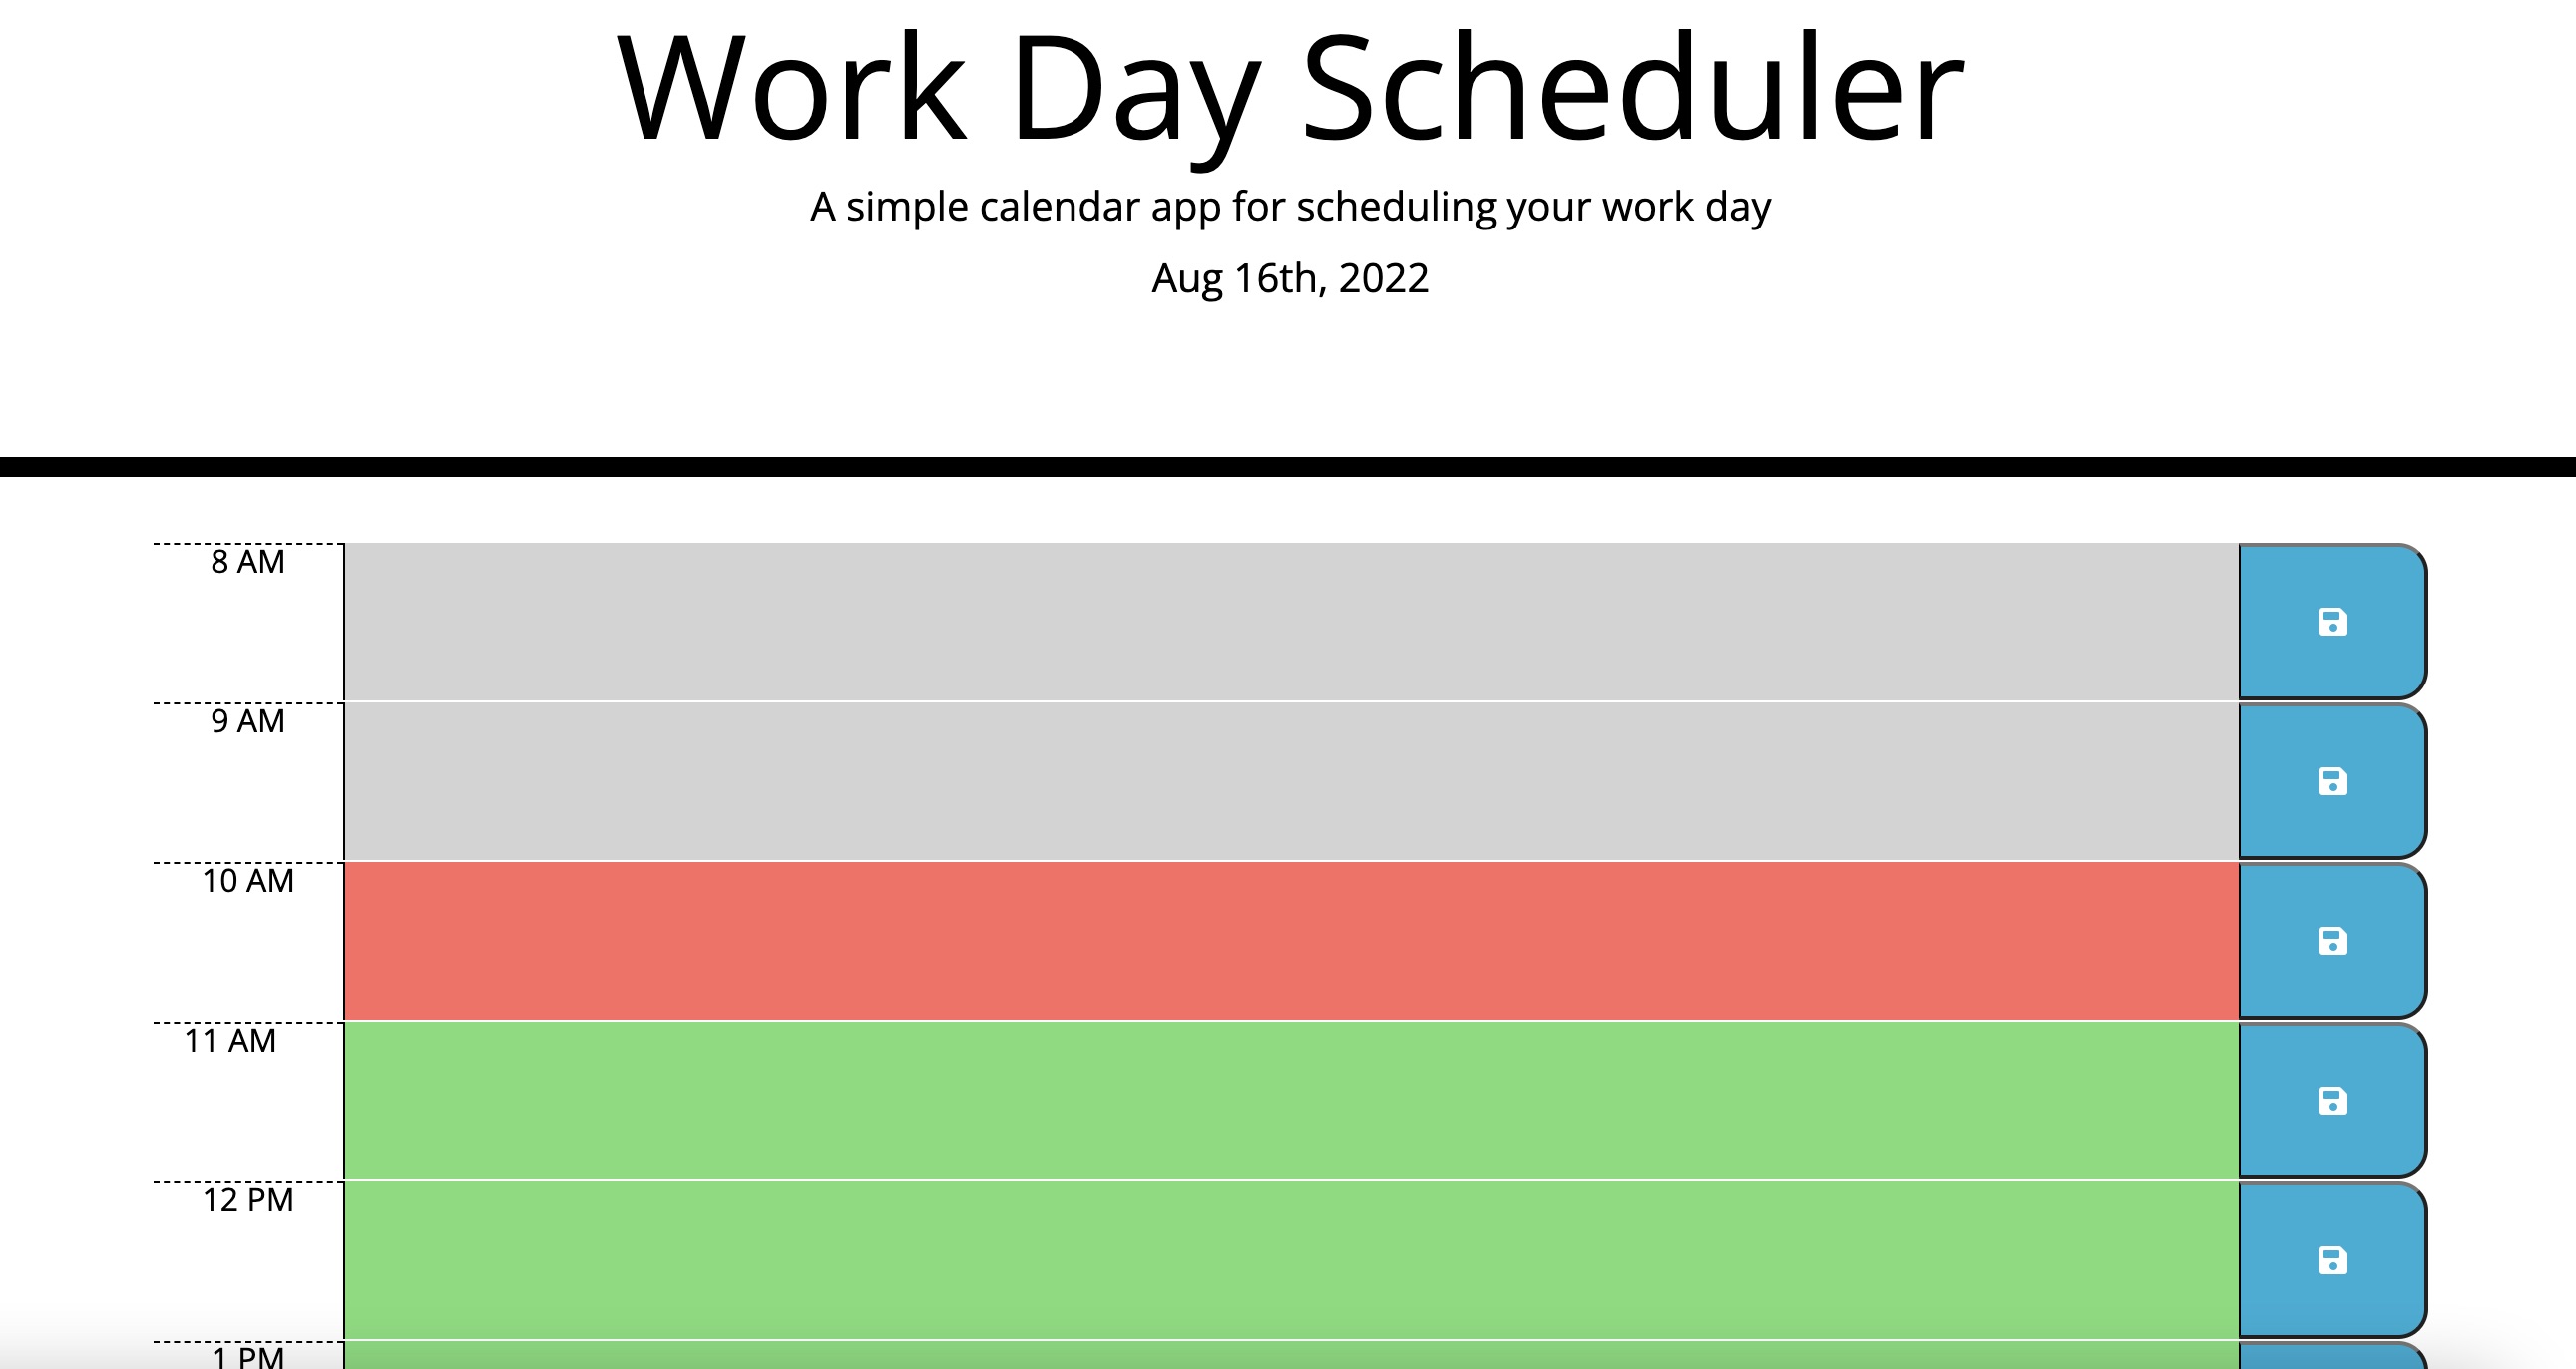 Work Day Scheduler
A simple calendar app for scheduling your work day
Aug 16th, 2022
8 AM
9 AM
10 AM
11 AM
12 PM
1 PM